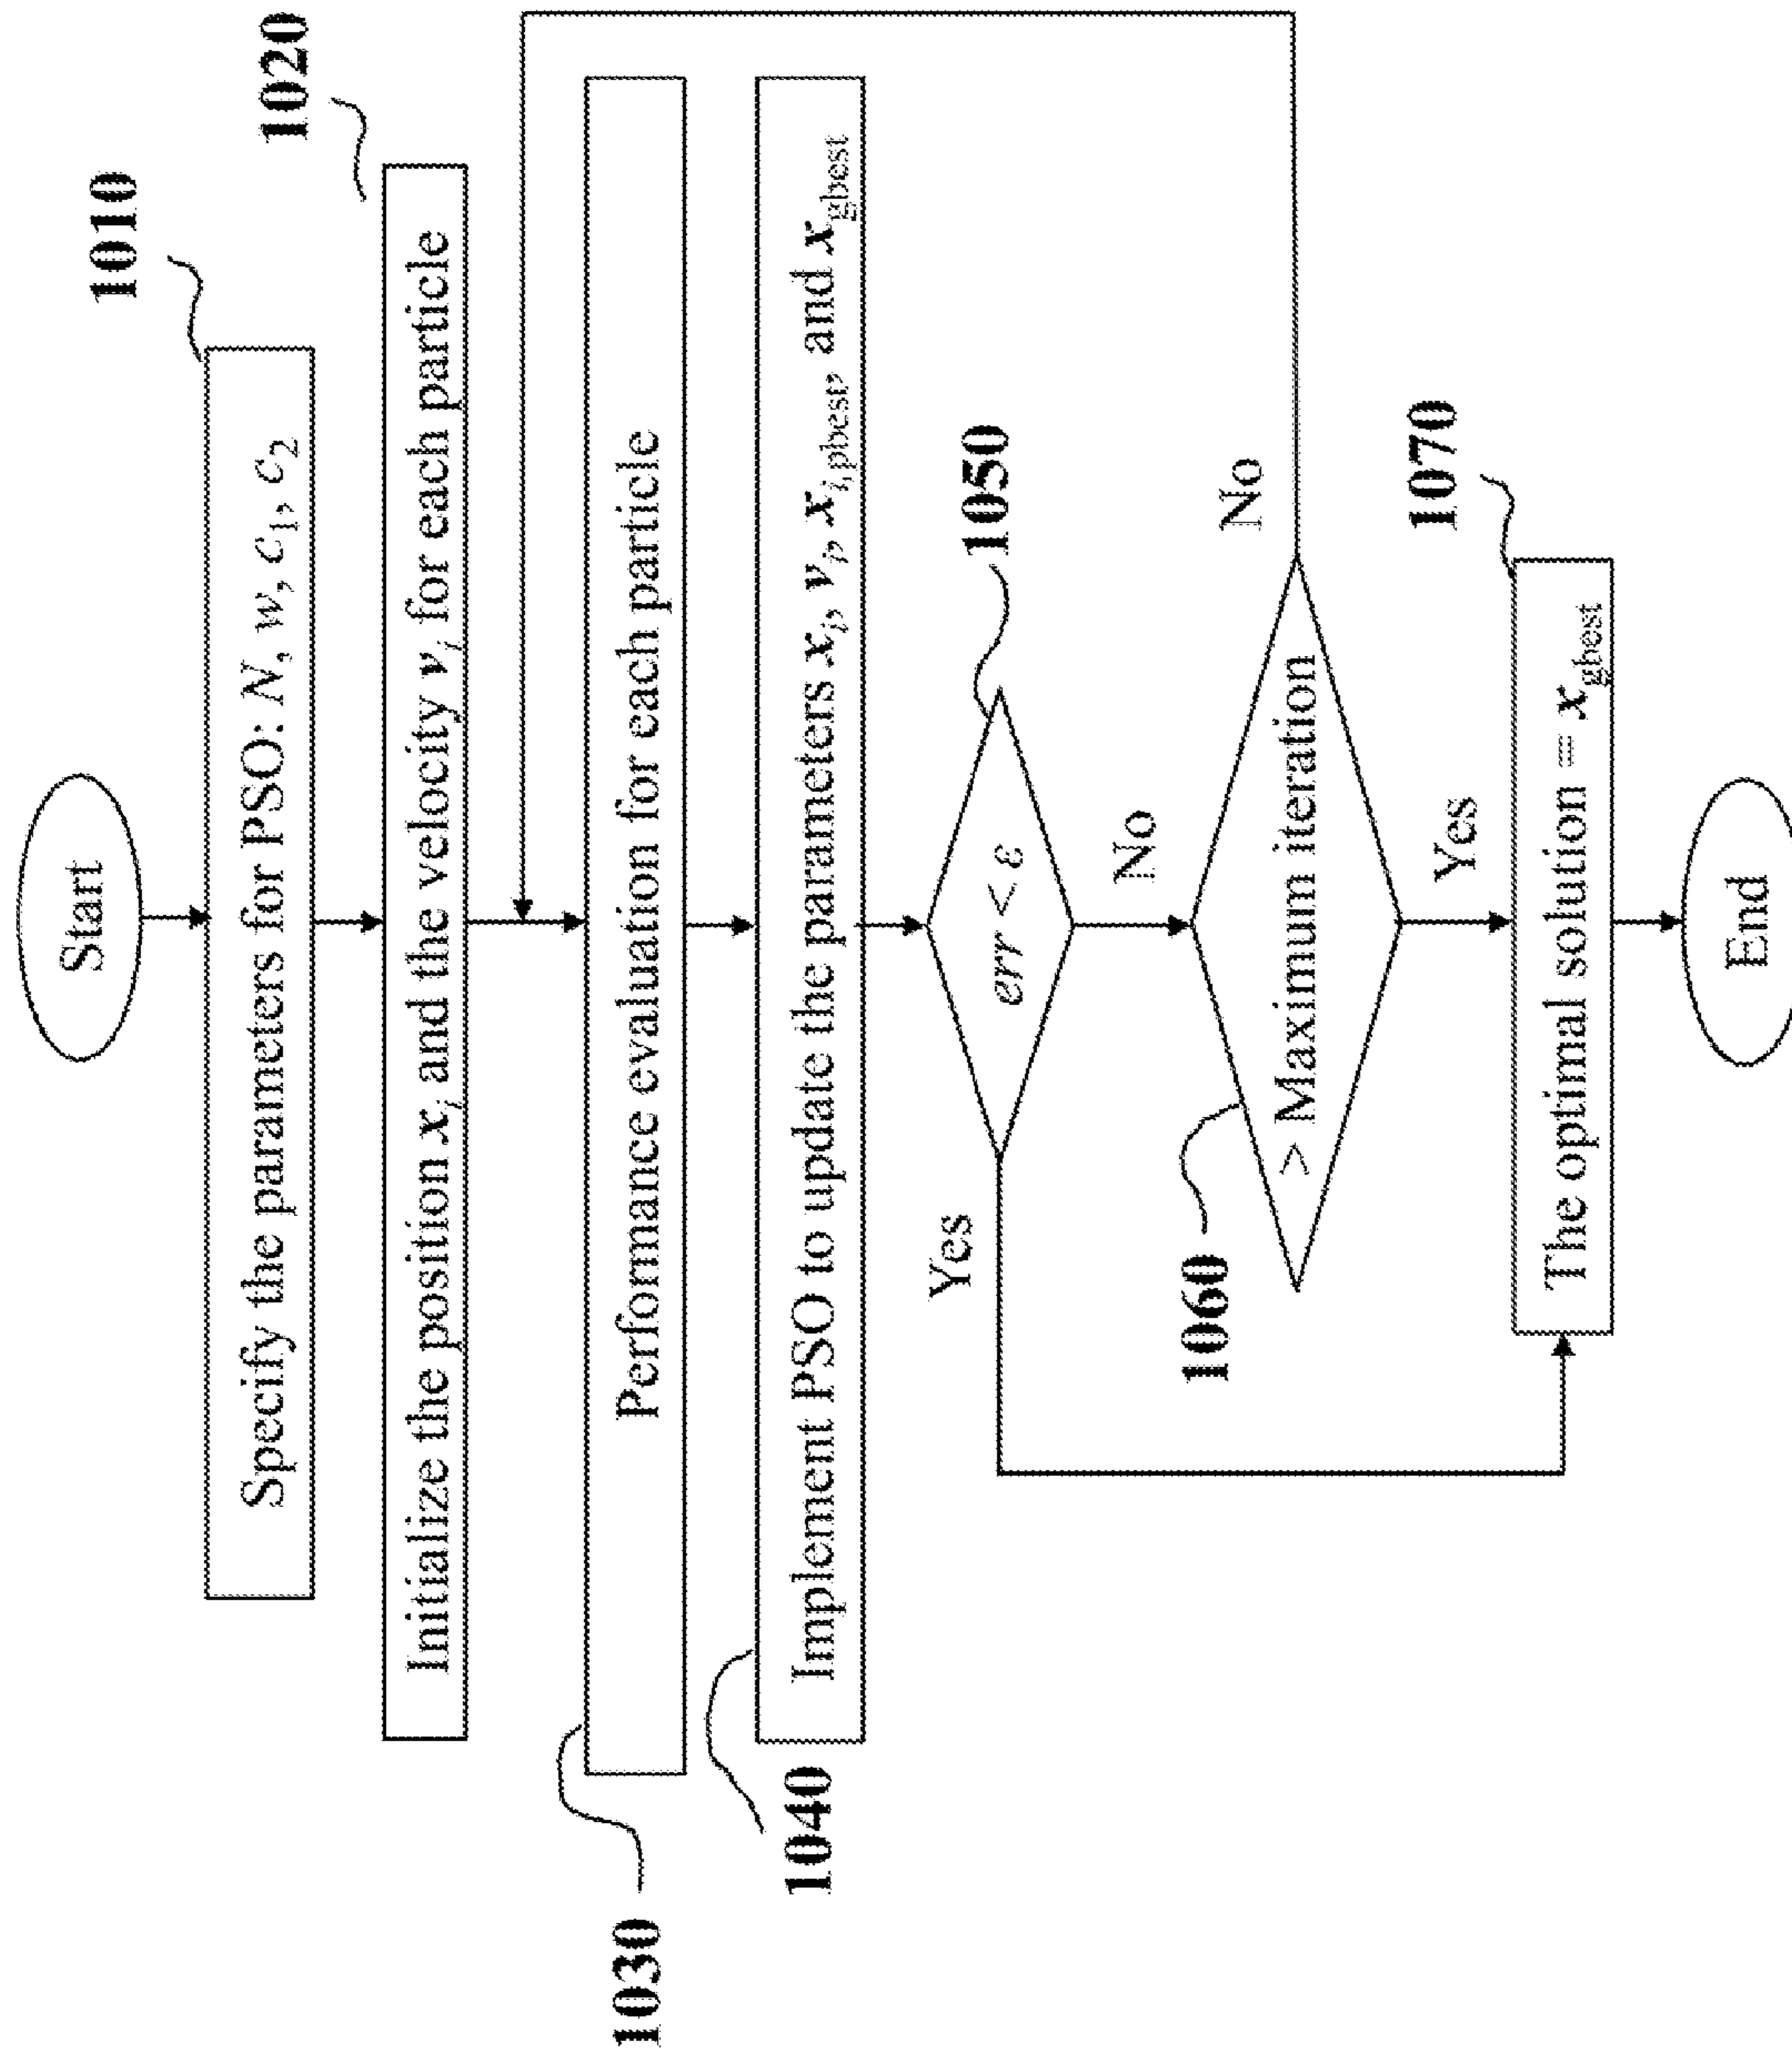 Start
1010
Specify the parameters for PSO: N, w, c₁, c₂
1020
Initialize the position xᵢ and the velocity vᵢ for each particle
1030
Performance evaluation for each particle
1040
Implement PSO to update the parameters xᵢ, vᵢ, xᵢ,pbest, and xgbest
1050
err < ε
Yes
No
1060
> Maximum iteration
No
Yes
1070
The optimal solution = xgbest
End